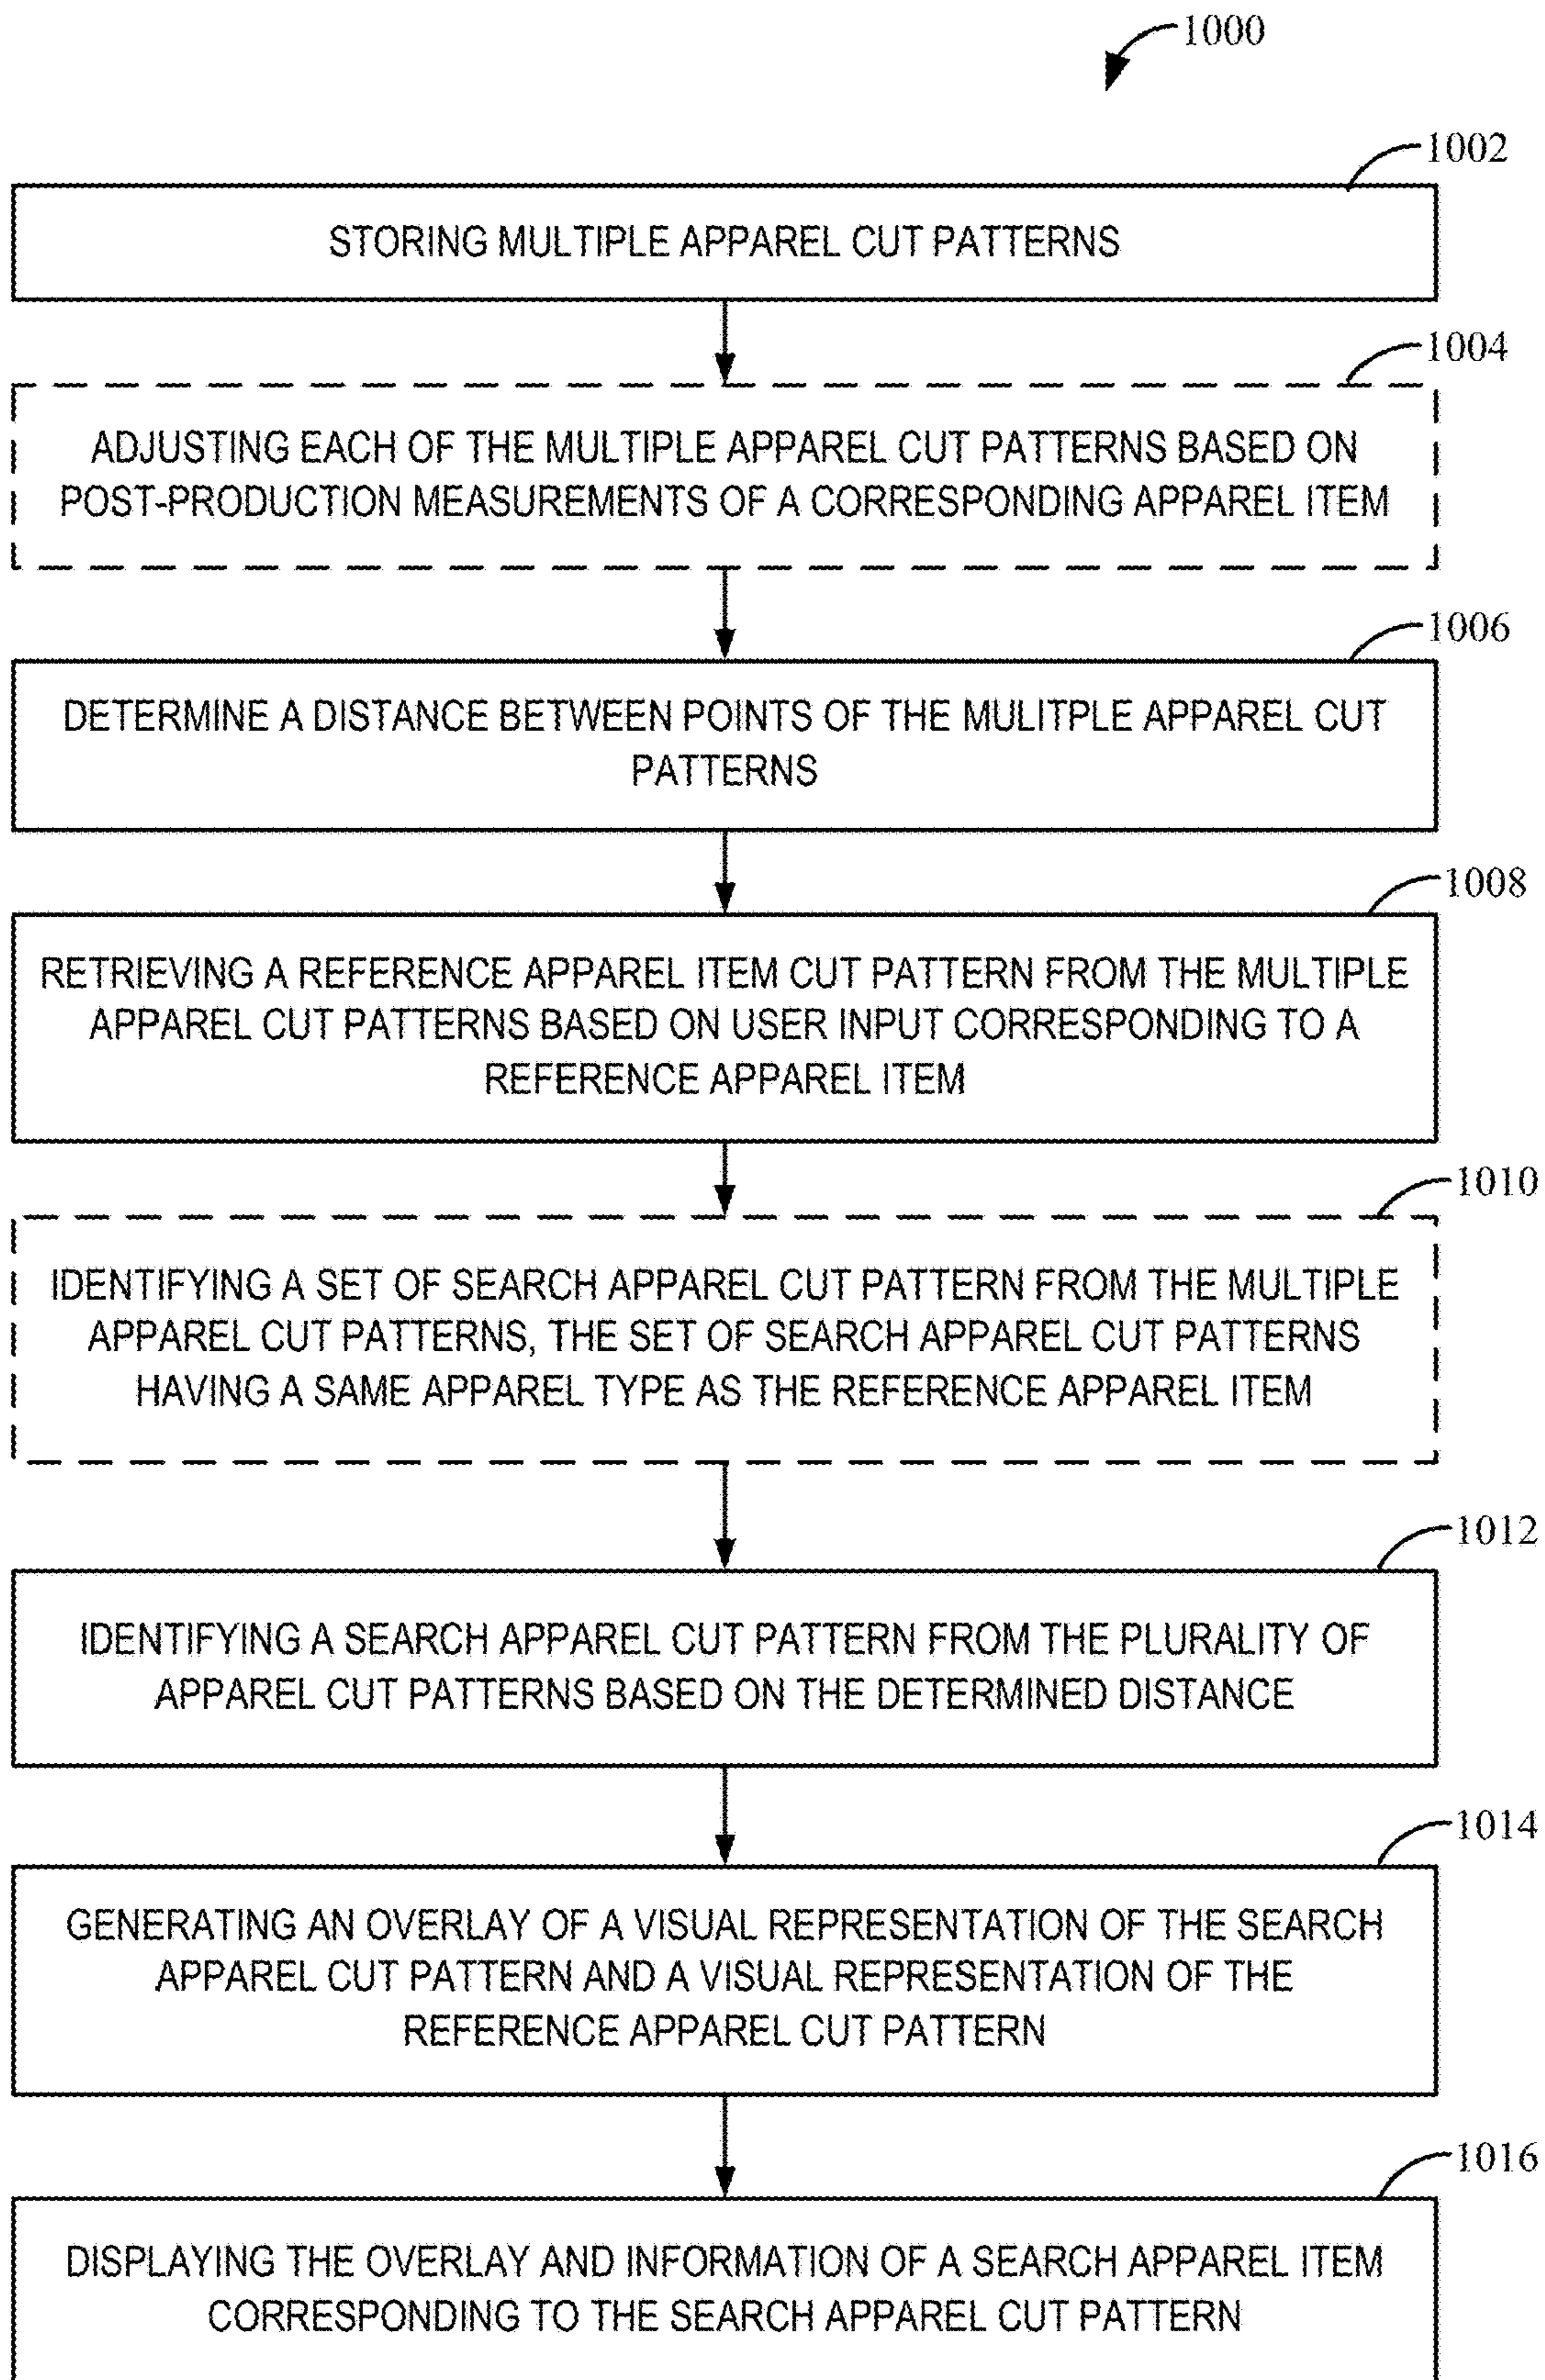 1000
1002
STORING MULTIPLE APPAREL CUT PATTERNS
1004
ADJUSTING EACH OF THE MULTIPLE APPAREL CUT PATTERNS BASED ON
POST-PRODUCTION MEASUREMENTS OF A CORRESPONDING APPAREL ITEM
1006
DETERMINE A DISTANCE BETWEEN POINTS OF THE MULITPLE APPAREL CUT
PATTERNS
1008
RETRIEVING A REFERENCE APPAREL ITEM CUT PATTERN FROM THE MULTIPLE
APPAREL CUT PATTERNS BASED ON USER INPUT CORRESPONDING TO A
REFERENCE APPAREL ITEM
1010
IDENTIFYING A SET OF SEARCH APPAREL CUT PATTERN FROM THE MULTIPLE
APPAREL CUT PATTERNS, THE SET OF SEARCH APPAREL CUT PATTERNS
HAVING A SAME APPAREL TYPE AS THE REFERENCE APPAREL ITEM
1012
IDENTIFYING A SEARCH APPAREL CUT PATTERN FROM THE PLURALITY OF
APPAREL CUT PATTERNS BASED ON THE DETERMINED DISTANCE
1014
GENERATING AN OVERLAY OF A VISUAL REPRESENTATION OF THE SEARCH
APPAREL CUT PATTERN AND A VISUAL REPRESENTATION OF THE
REFERENCE APPAREL CUT PATTERN
1016
DISPLAYING THE OVERLAY AND INFORMATION OF A SEARCH APPAREL ITEM
CORRESPONDING TO THE SEARCH APPAREL CUT PATTERN